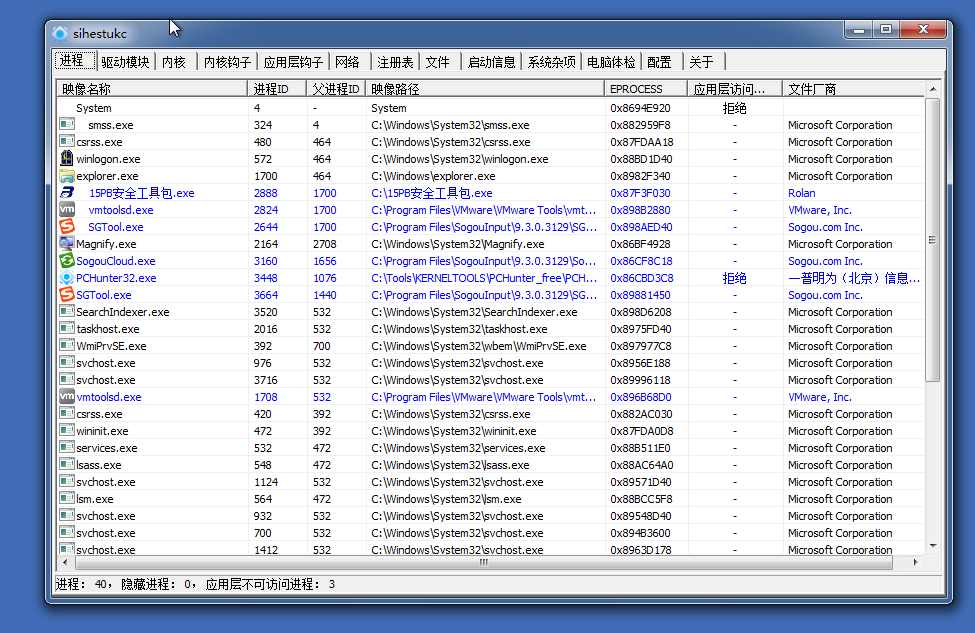 sihestukc
进程 驱动模块 内核 内核钩子 应用层钩子 网络 注册表 文件 启动信息 系统杂项 电脑体检 配置 关于
映像名称 进程ID 父进程ID 映像路径 EPROCESS 应用层访问... 文件厂商
System 4 - System 0x8694E920 拒绝
smss.exe 324 4 C:\Windows\System32\smss.exe 0x882959F8 - Microsoft Corporation
csrss.exe 480 464 C:\Windows\System32\csrss.exe 0x87FDAA18 - Microsoft Corporation
winlogon.exe 572 464 C:\Windows\System32\winlogon.exe 0x88BD1D40 - Microsoft Corporation
explorer.exe 1700 464 C:\Windows\explorer.exe 0x8982F340 - Microsoft Corporation
15PB安全工具包.exe 2888 1700 C:\15PB安全工具包.exe 0x87F3F030 - Rolan
vmtoolsd.exe 2824 1700 C:\Program Files\VMware\VMware Tools\vmt... 0x898B2880 - VMware, Inc.
SGTool.exe 2644 1700 C:\Program Files\SogouInput\9.3.0.3129\SG... 0x898AED40 - Sogou.com Inc.
Magnify.exe 2164 2708 C:\Windows\System32\Magnify.exe 0x86BF4928 - Microsoft Corporation
SogouCloud.exe 3160 1656 C:\Program Files\SogouInput\9.3.0.3129\So... 0x86CF8C18 - Sogou.com Inc.
PCHunter32.exe 3448 1076 C:\Tools\KERNELTOOLS\PCHunter_free\PCH... 0x86CBD3C8 拒绝 一普明为（北京）信息...
SGTool.exe 3664 1440 C:\Program Files\SogouInput\9.3.0.3129\SG... 0x89881450 - Sogou.com Inc.
SearchIndexer.exe 3520 532 C:\Windows\System32\SearchIndexer.exe 0x898D6208 - Microsoft Corporation
taskhost.exe 2016 532 C:\Windows\System32\taskhost.exe 0x8975FD40 - Microsoft Corporation
WmiPrvSE.exe 392 700 C:\Windows\System32\wbem\WmiPrvSE.exe 0x897977C8 - Microsoft Corporation
svchost.exe 976 532 C:\Windows\System32\svchost.exe 0x8956E188 - Microsoft Corporation
svchost.exe 3716 532 C:\Windows\System32\svchost.exe 0x89996118 - Microsoft Corporation
vmtoolsd.exe 1708 532 C:\Program Files\VMware\VMware Tools\vmt... 0x896B68D0 - VMware, Inc.
csrss.exe 420 392 C:\Windows\System32\csrss.exe 0x882AC030 - Microsoft Corporation
wininit.exe 472 392 C:\Windows\System32\wininit.exe 0x87FDA0D8 - Microsoft Corporation
services.exe 532 472 C:\Windows\System32\services.exe 0x88B511E0 - Microsoft Corporation
lsass.exe 548 472 C:\Windows\System32\lsass.exe 0x88AC64A0 - Microsoft Corporation
svchost.exe 1124 532 C:\Windows\System32\svchost.exe 0x89571D40 - Microsoft Corporation
lsm.exe 564 472 C:\Windows\System32\lsm.exe 0x88BCC5F8 - Microsoft Corporation
svchost.exe 932 532 C:\Windows\System32\svchost.exe 0x89548D40 - Microsoft Corporation
svchost.exe 700 532 C:\Windows\System32\svchost.exe 0x894B3600 - Microsoft Corporation
svchost.exe 1412 532 C:\Windows\System32\svchost.exe 0x8963D178 - Microsoft Corporation
进程： 40， 隐藏进程： 0， 应用层不可访问进程： 3